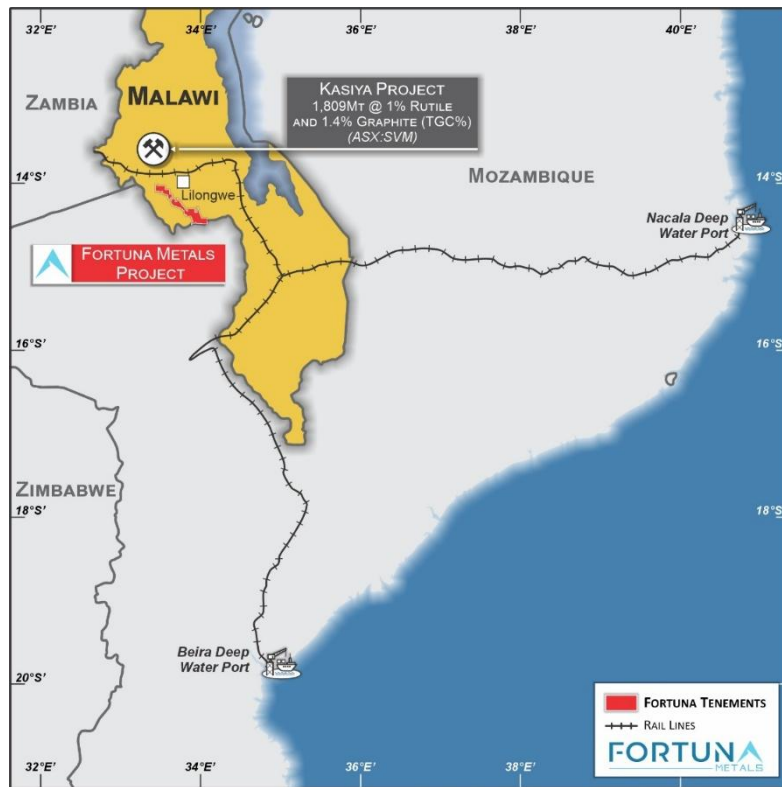 32°E'
34°E'
36°E'
38°E'
40°E'
ZAMBIA
MALAWI
KASIYA PROJECT
1,809MT @ 1% RUTILE
AND 1.4% GRAPHITE (TGC%)
(ASX:SVM)
14°S'
14°S'
MOZAMBIQUE
Lilongwe
Nacala Deep
Water Port
FORTUNA METALS
PROJECT
16°S'
16°S'
ZIMBABWE
18°S'
18°S'
Beira Deep
Water Port
20°S'
FORTUNA TENEMENTS
RAIL LINES
FORTUNA
METALS
32°E'
34°E'
36°E'
38°E'
40°E'